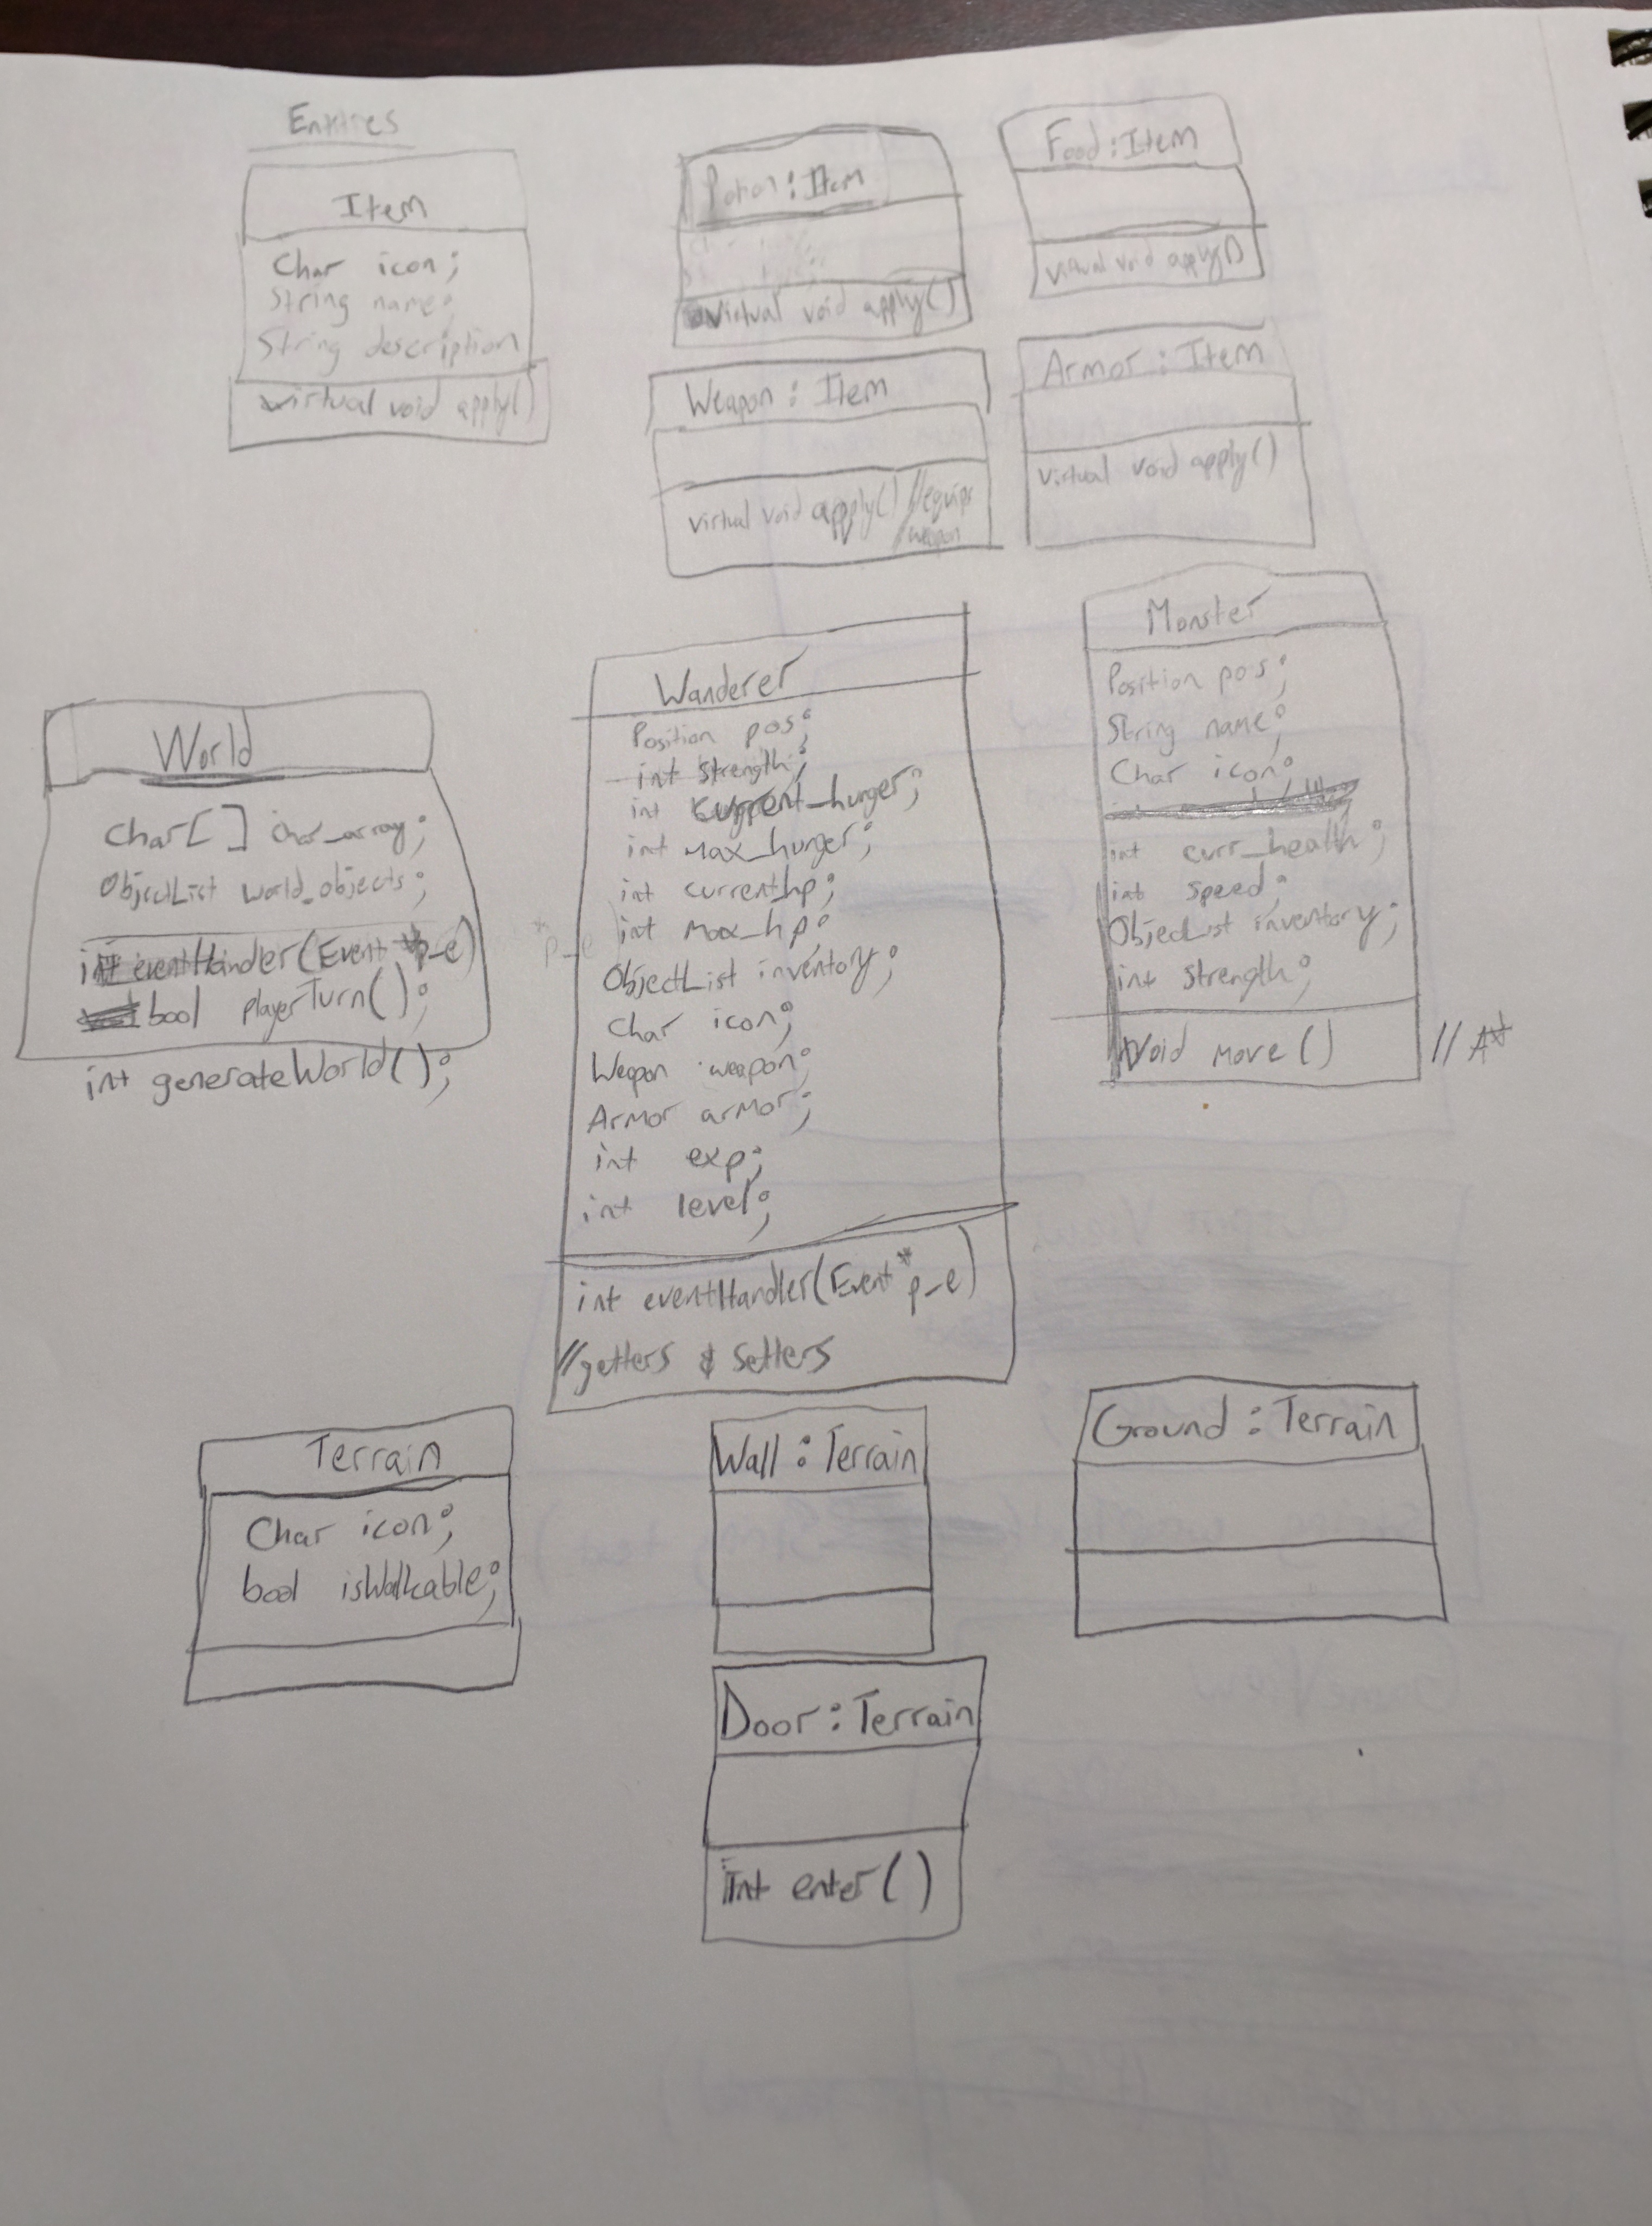 Entities
Item
Char icon;
String name;
String description
virtual void apply()
Potion : Item
virtual void apply()
Food : Item
virtual void apply()
Weapon : Item
virtual void apply() //equips
weapon
Armor : Item
virtual void apply()
World
Char[ ] char_array;
ObjectList world_objects;
int eventHandler(Event *p_e)
bool playerTurn();
int generateWorld();
*
p_e
Wanderer
Position pos;
int strength;
int current_hunger;
int max_hunger;
int currenthp;
int max_hp;
ObjectList inventory;
Char icon;
Weapon weapon;
Armor armor;
int exp;
int level;
int eventHandler(Event *p_e)
//getters & setters
Monster
Position pos;
String name;
Char icon;
int curr_health;
int speed;
ObjectList inventory;
int strength;
Void move() // A*
Terrain
Char icon;
bool isWalkable;
Wall : Terrain
Ground : Terrain
Door : Terrain
int enter()